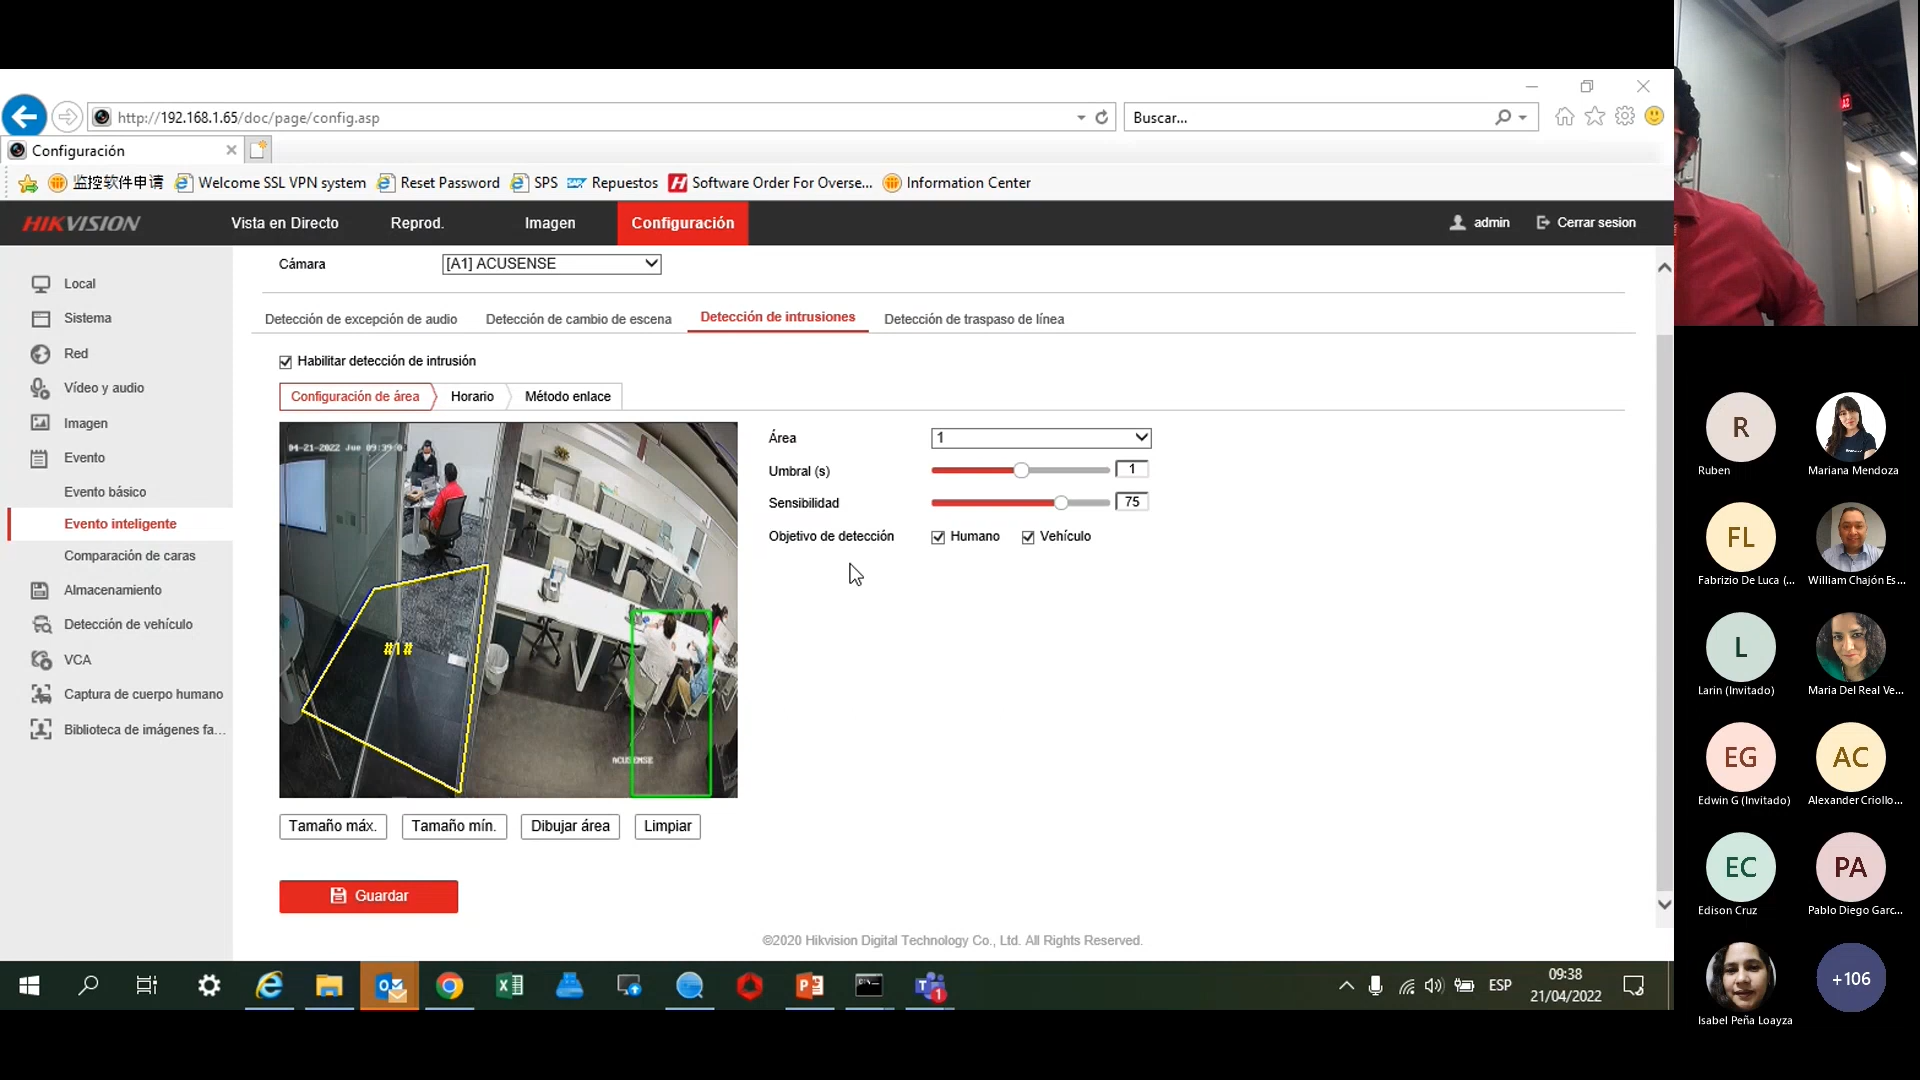 http://192.168.1.65/doc/page/config.asp
Buscar...
Configuración
监控软件申请 Welcome SSL VPN system Reset Password SPS Repuestos Software Order For Overse... Information Center
HIKVISION Vista en Directo Reprod. Imagen Configuración admin Cerrar sesion
Local
Sistema
Red
Vídeo y audio
Imagen
Evento
Evento básico
Evento inteligente
Comparación de caras
Almacenamiento
Detección de vehículo
VCA
Captura de cuerpo humano
Biblioteca de imágenes fa...
Cámara [A1] ACUSENSE
Detección de excepción de audio Detección de cambio de escena Detección de intrusiones Detección de traspaso de línea
Habilitar detección de intrusión
Configuración de área Horario Método enlace
04-21-2022 Jue 09:39:0
#1#
ACUSENSE
Área 1
Umbral (s) 1
Sensibilidad 75
Objetivo de detección Humano Vehículo
Tamaño máx. Tamaño mín. Dibujar área Limpiar
Guardar
©2020 Hikvision Digital Technology Co., Ltd. All Rights Reserved.
ESP
09:38
21/04/2022
1
R
Ruben
Mariana Mendoza
FL
Fabrizio De Luca (...
William Chajón Es...
L
Larin (Invitado)
Maria Del Real Ve...
EG
Edwin G (Invitado)
AC
Alexander Criollo...
EC
Edison Cruz
PA
Pablo Diego Garc...
Isabel Peña Loayza
+106